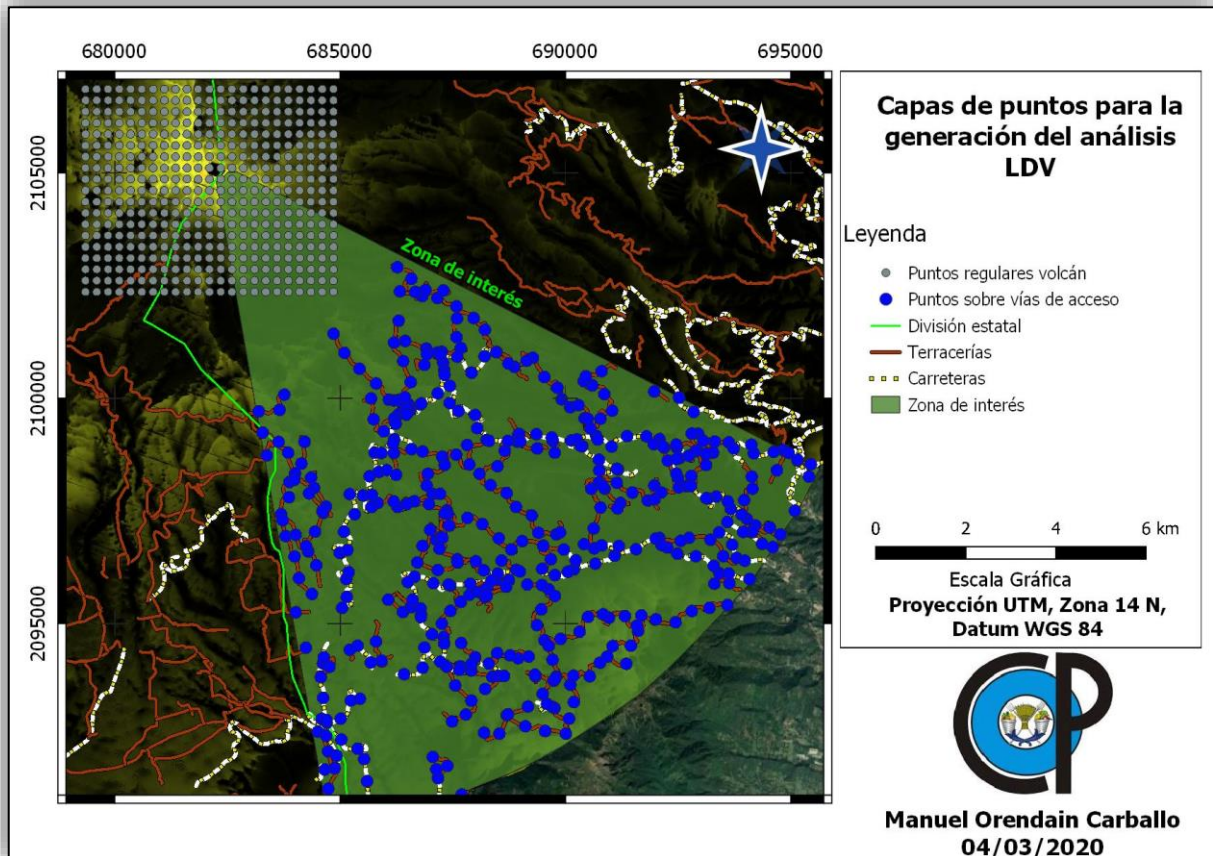 680000
685000
690000
695000
2105000
2100000
2095000
Zona de interés
Capas de puntos para la
generación del análisis
LDV
Leyenda
Puntos regulares volcán
Puntos sobre vías de acceso
División estatal
Terracerías
Carreteras
Zona de interés
0 2 4 6 km
Escala Gráfica
Proyección UTM, Zona 14 N,
Datum WGS 84
CP
Manuel Orendain Carballo
04/03/2020